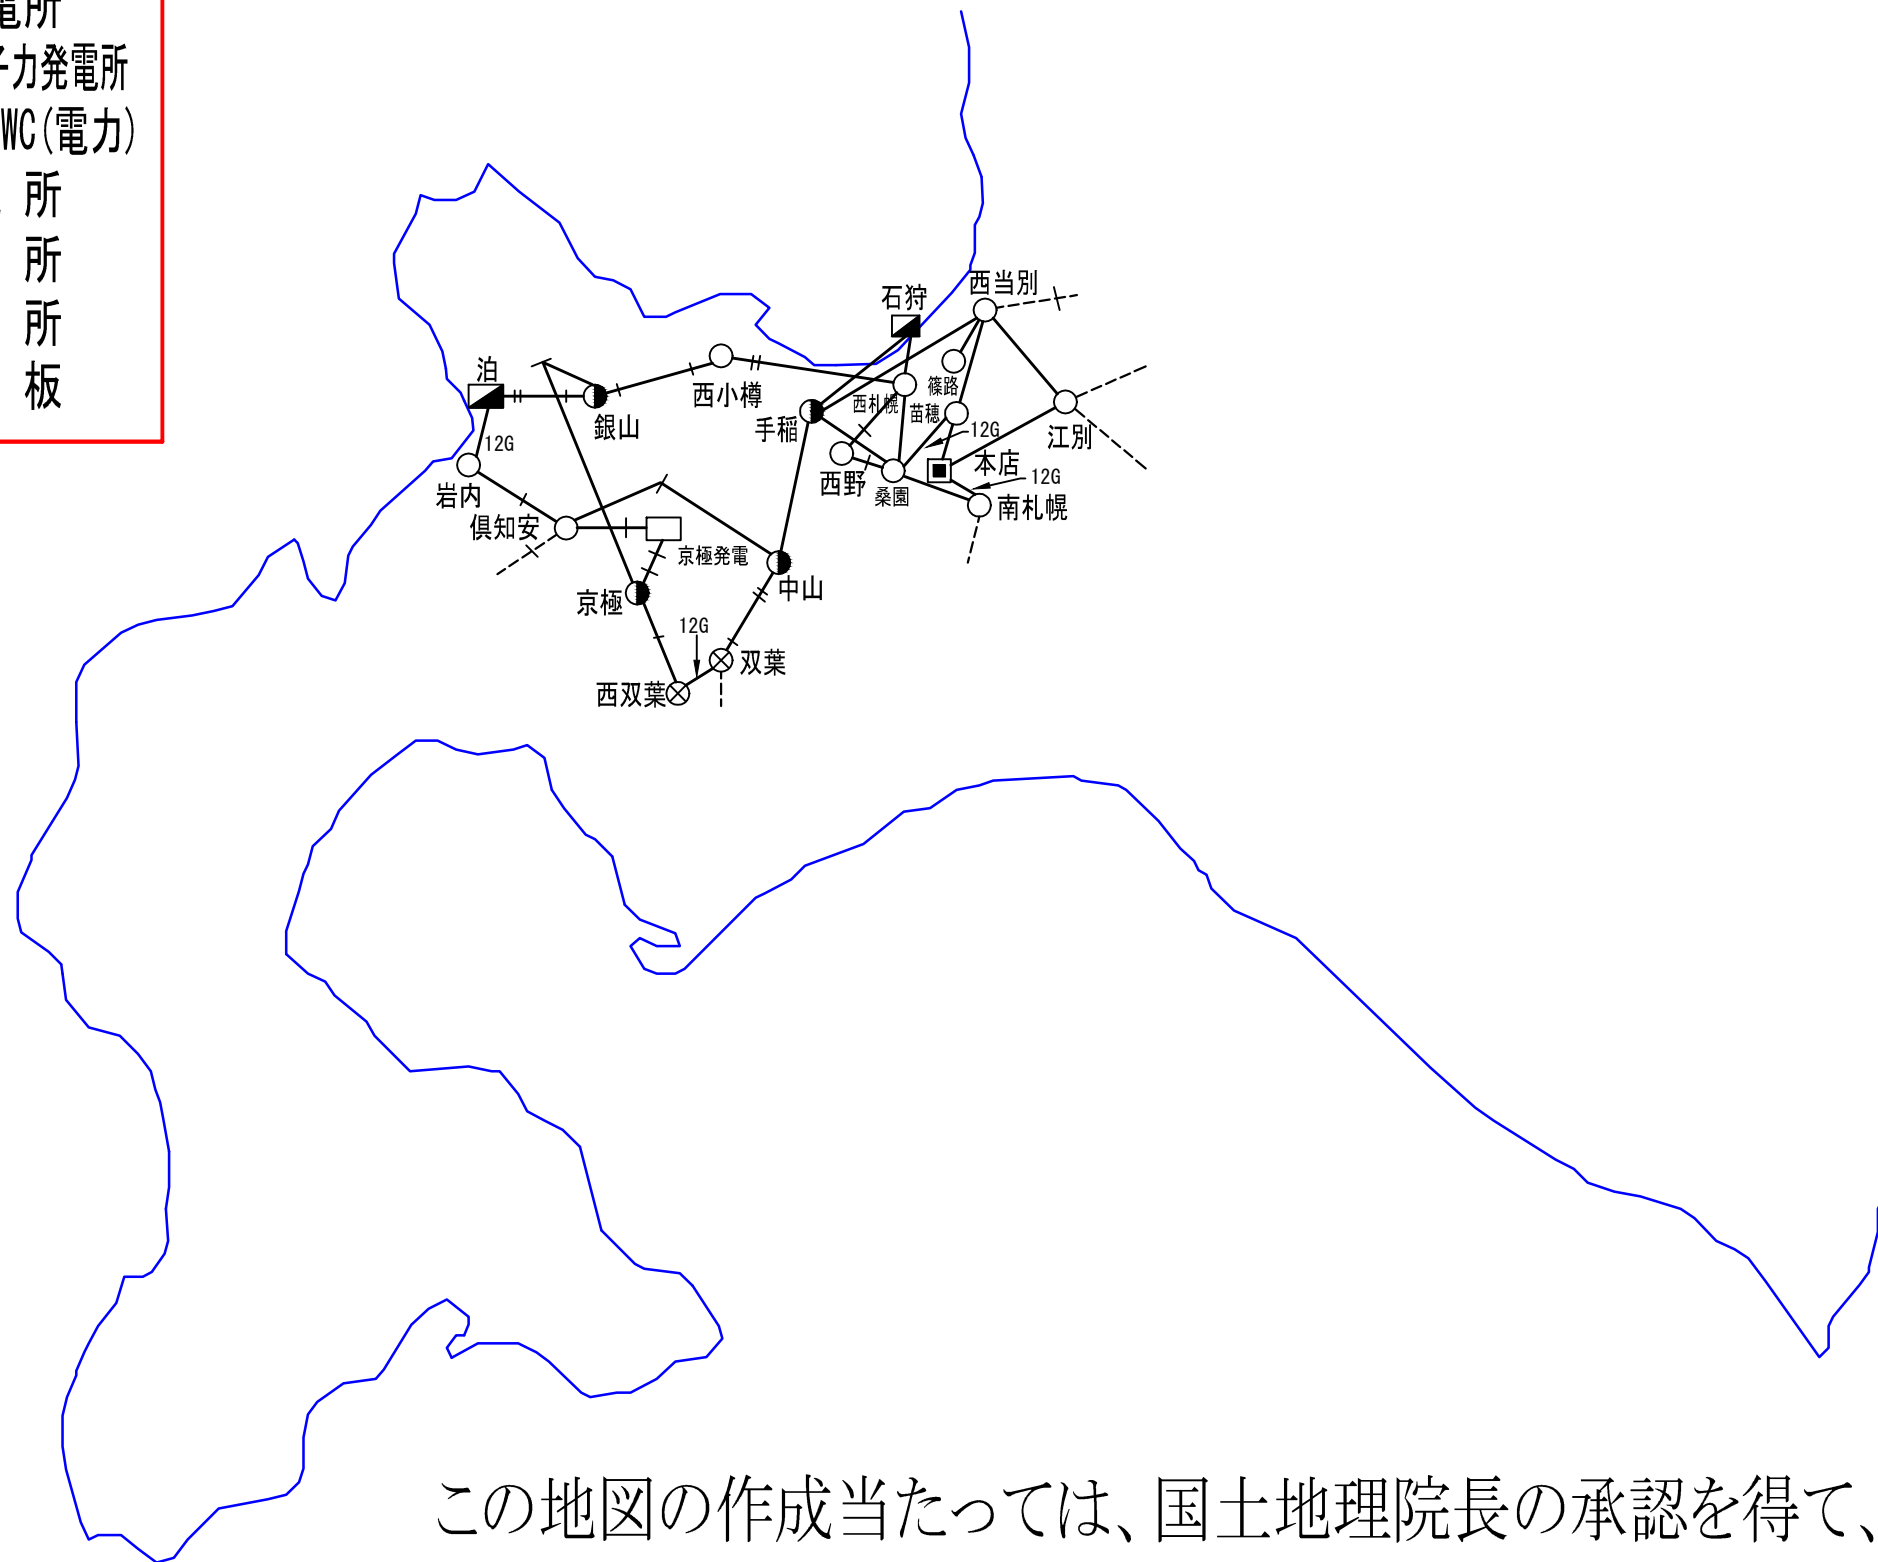 電所
子力発電所
WC(電力)
所
所
所
板
西当別
石狩
泊
西小樽
篠路
西札幌
苗穂
銀山
手稲
12G
江別
12G
本店
12G
西野
桑園
岩内
南札幌
倶知安
京極発電
京極
中山
12G
双葉
西双葉
この地図の作成当たっては、国土地理院長の承認を得て、